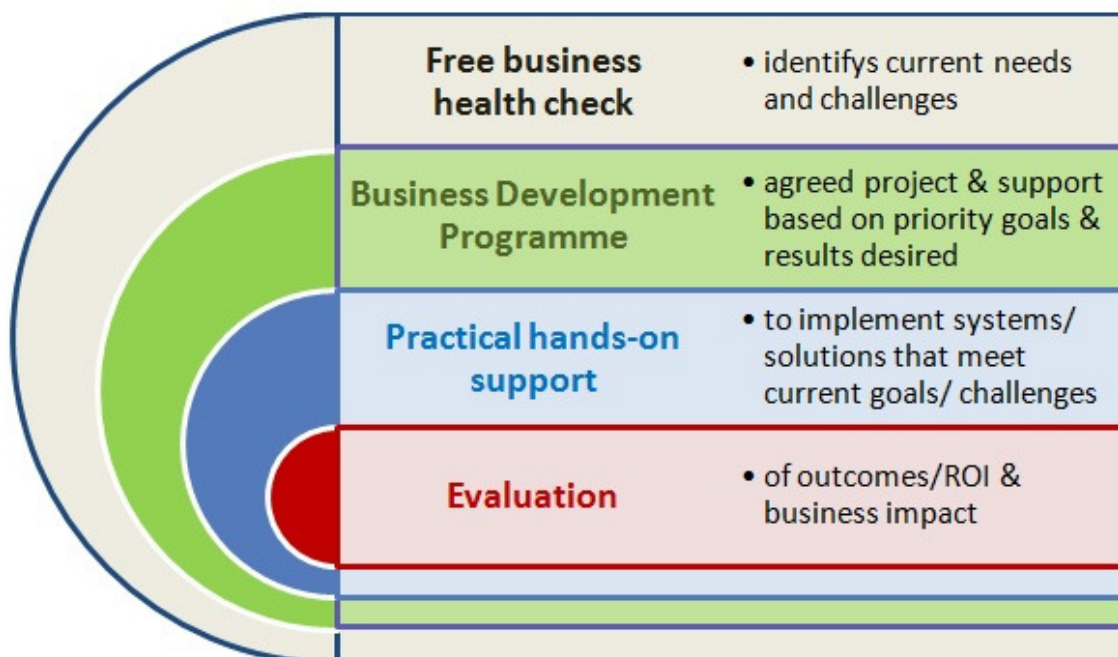 Free business
health check
• identifys current needs
and challenges
Business Development
Programme
• agreed project & support
based on priority goals &
results desired
Practical hands-on
support
• to implement systems/
solutions that meet
current goals/ challenges
Evaluation
• of outcomes/ROI &
business impact